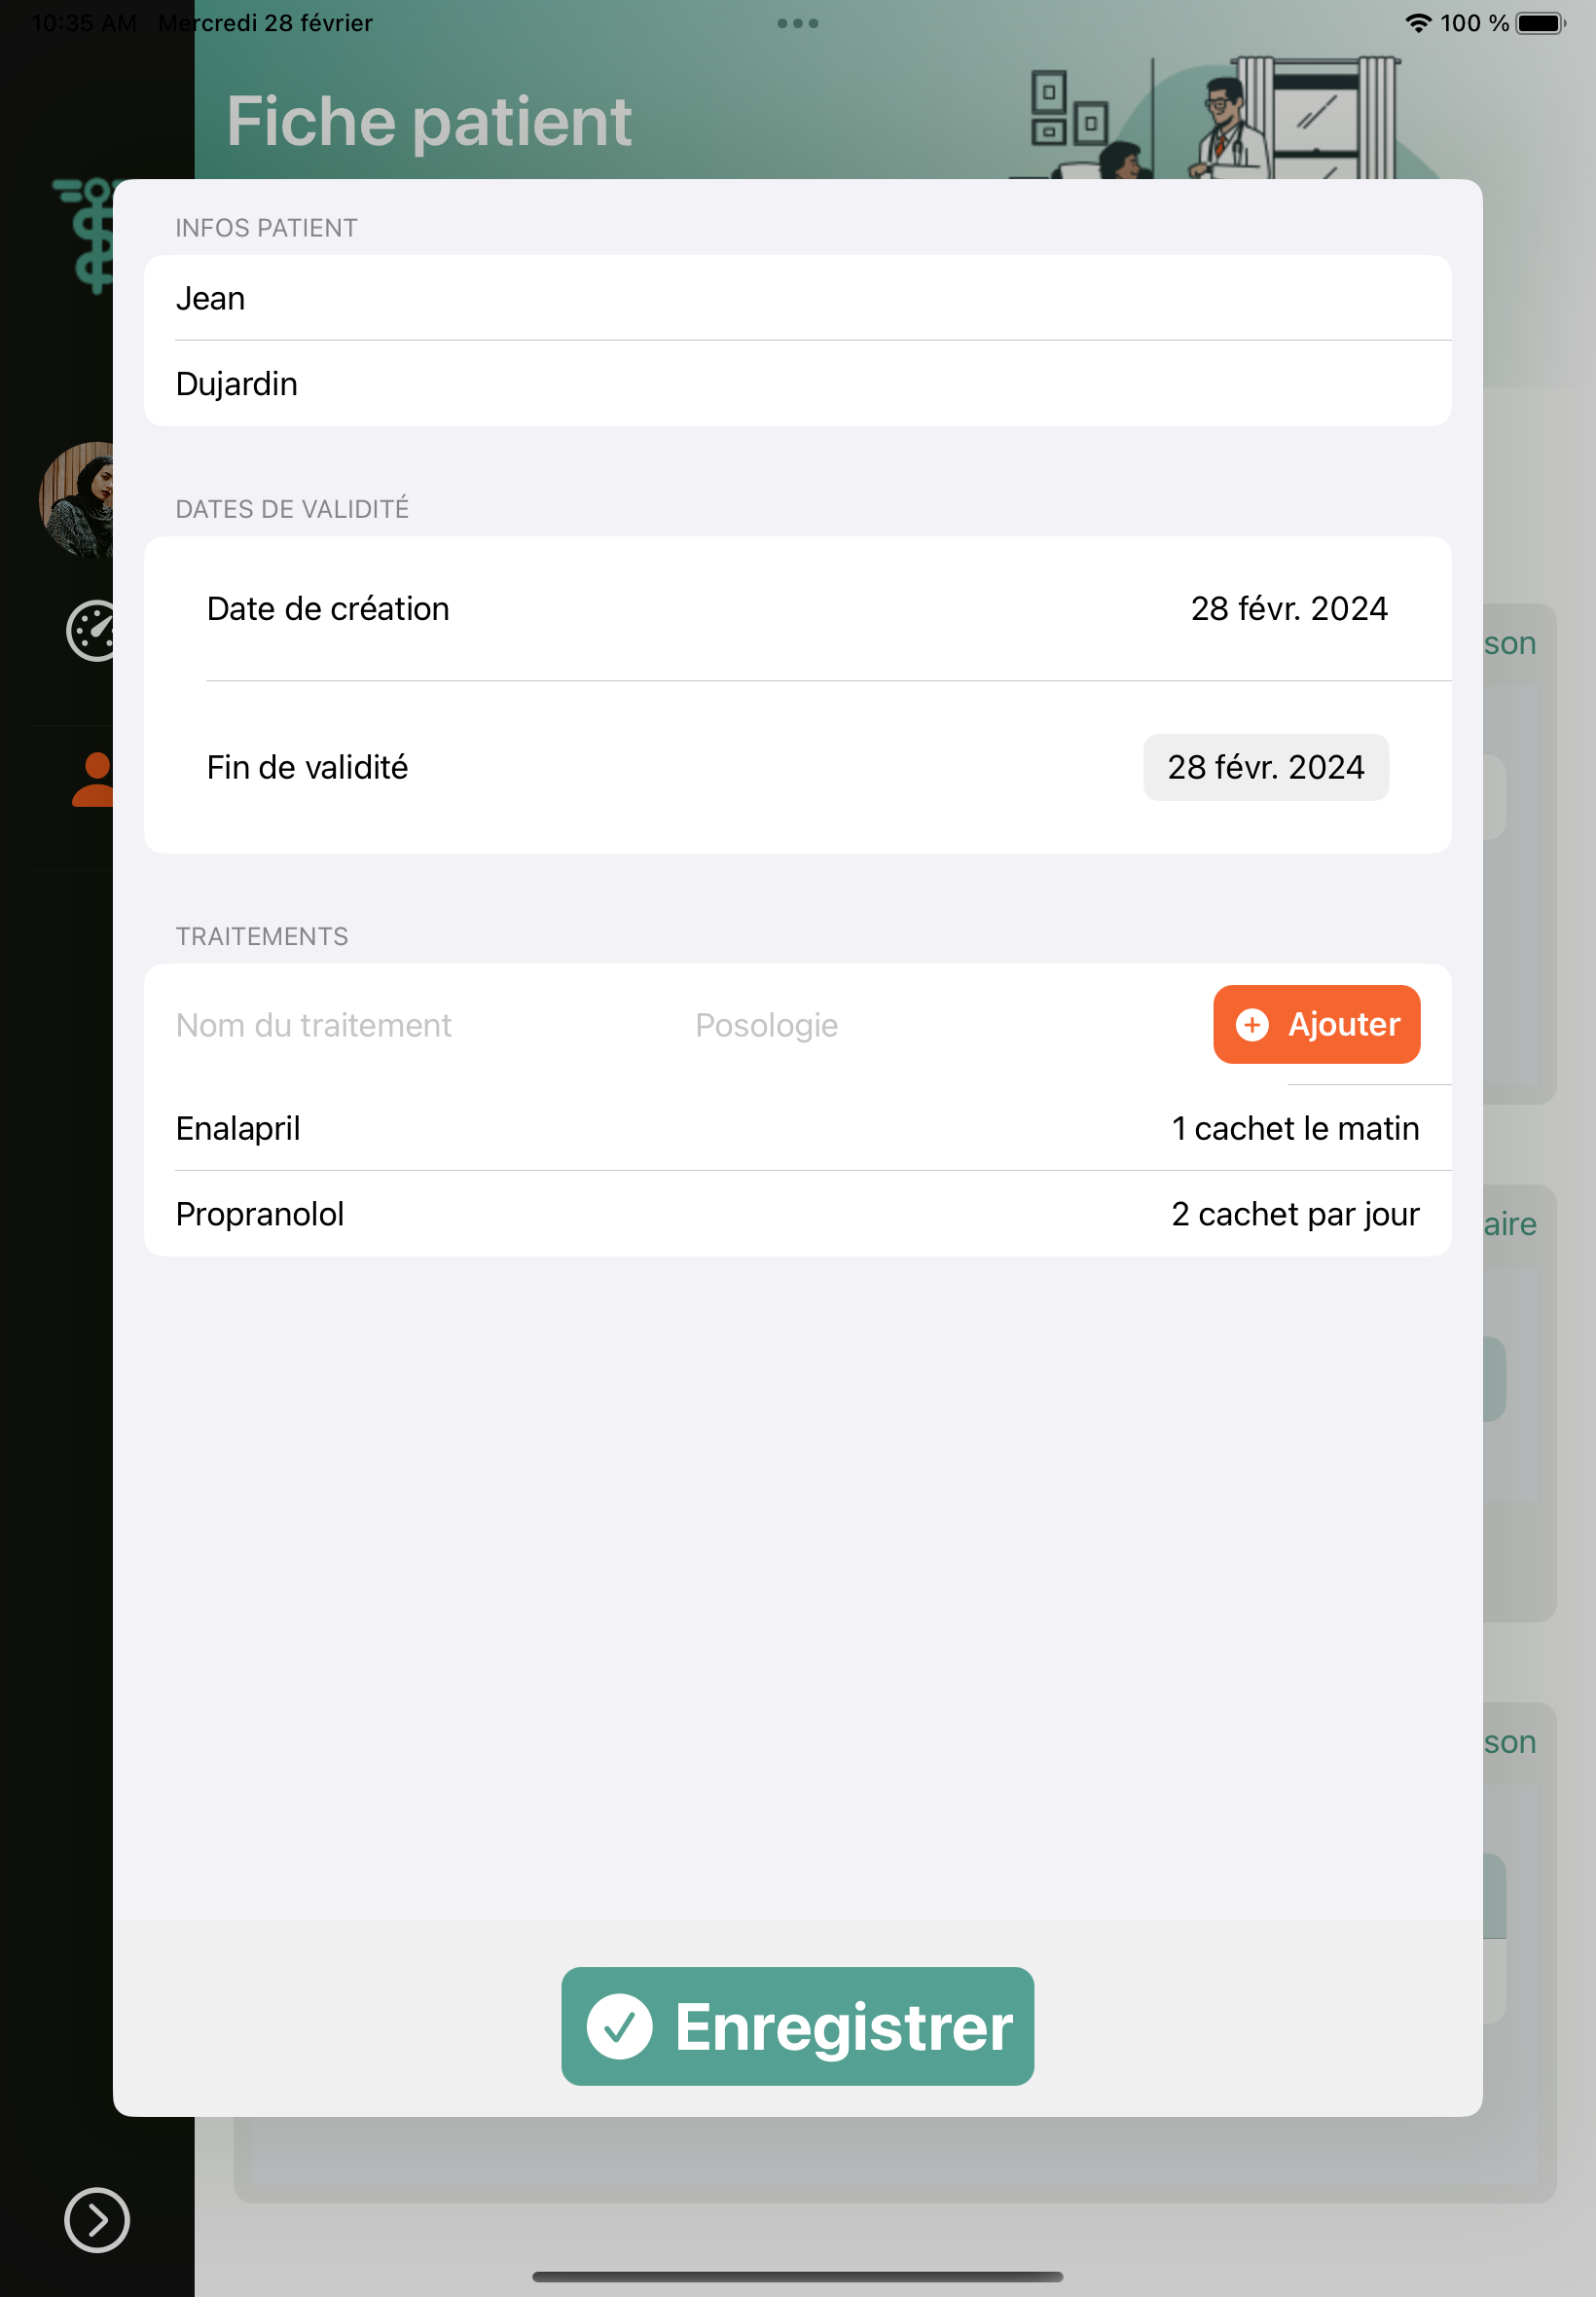 10:35 AM Mercredi 28 février 100 %
Fiche patient
INFOS PATIENT
Jean
Dujardin
DATES DE VALIDITÉ
Date de création 28 févr. 2024
son
Fin de validité 28 févr. 2024
TRAITEMENTS
Nom du traitement Posologie Ajouter
Enalapril 1 cachet le matin
Propranolol 2 cachet par jour
aire
son
Enregistrer